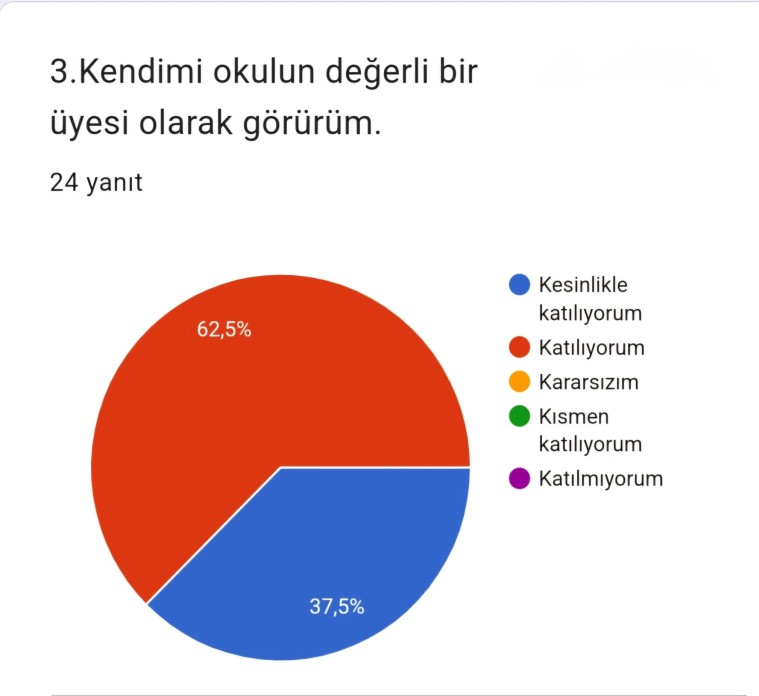 3.Kendimi okulun değerli bir
üyesi olarak görürüm.
24 yanıt
Kesinlikle
katılıyorum
Katılıyorum
Kararsızım
Kısmen
katılıyorum
Katılmıyorum
62,5%
37,5%